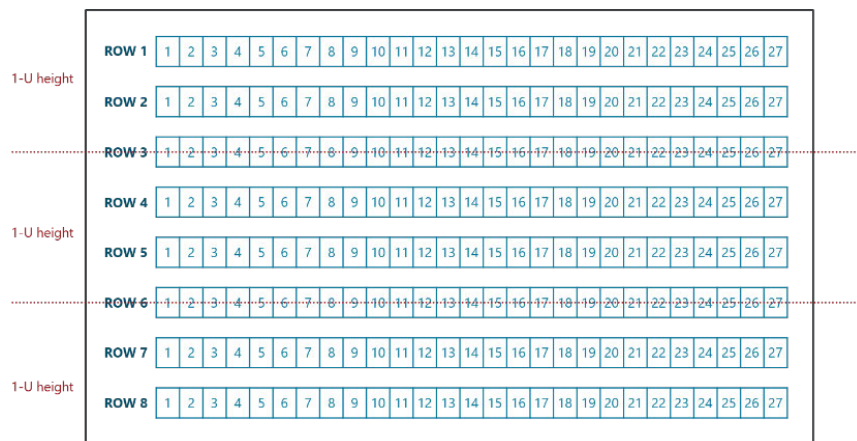 ROW 1 1 2 3 4 5 6 7 8 9 10 11 12 13 14 15 16 17 18 19 20 21 22 23 24 25 26 27
1-U height
ROW 2 1 2 3 4 5 6 7 8 9 10 11 12 13 14 15 16 17 18 19 20 21 22 23 24 25 26 27
ROW 3 1 2 3 4 5 6 7 8 9 10 11 12 13 14 15 16 17 18 19 20 21 22 23 24 25 26 27
ROW 4 1 2 3 4 5 6 7 8 9 10 11 12 13 14 15 16 17 18 19 20 21 22 23 24 25 26 27
1-U height
ROW 5 1 2 3 4 5 6 7 8 9 10 11 12 13 14 15 16 17 18 19 20 21 22 23 24 25 26 27
ROW 6 1 2 3 4 5 6 7 8 9 10 11 12 13 14 15 16 17 18 19 20 21 22 23 24 25 26 27
ROW 7 1 2 3 4 5 6 7 8 9 10 11 12 13 14 15 16 17 18 19 20 21 22 23 24 25 26 27
1-U height
ROW 8 1 2 3 4 5 6 7 8 9 10 11 12 13 14 15 16 17 18 19 20 21 22 23 24 25 26 27